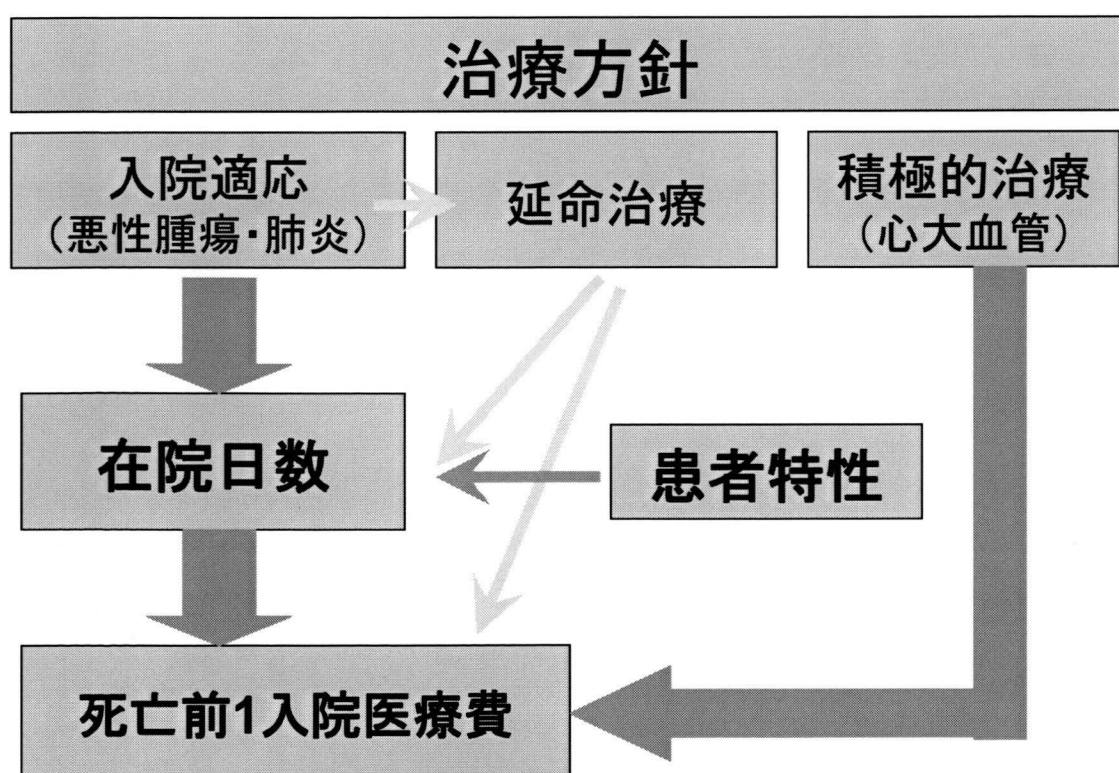 治療方針
入院適応
(悪性腫瘍・肺炎)
延命治療
積極的治療
(心大血管)
在院日数
患者特性
死亡前1入院医療費